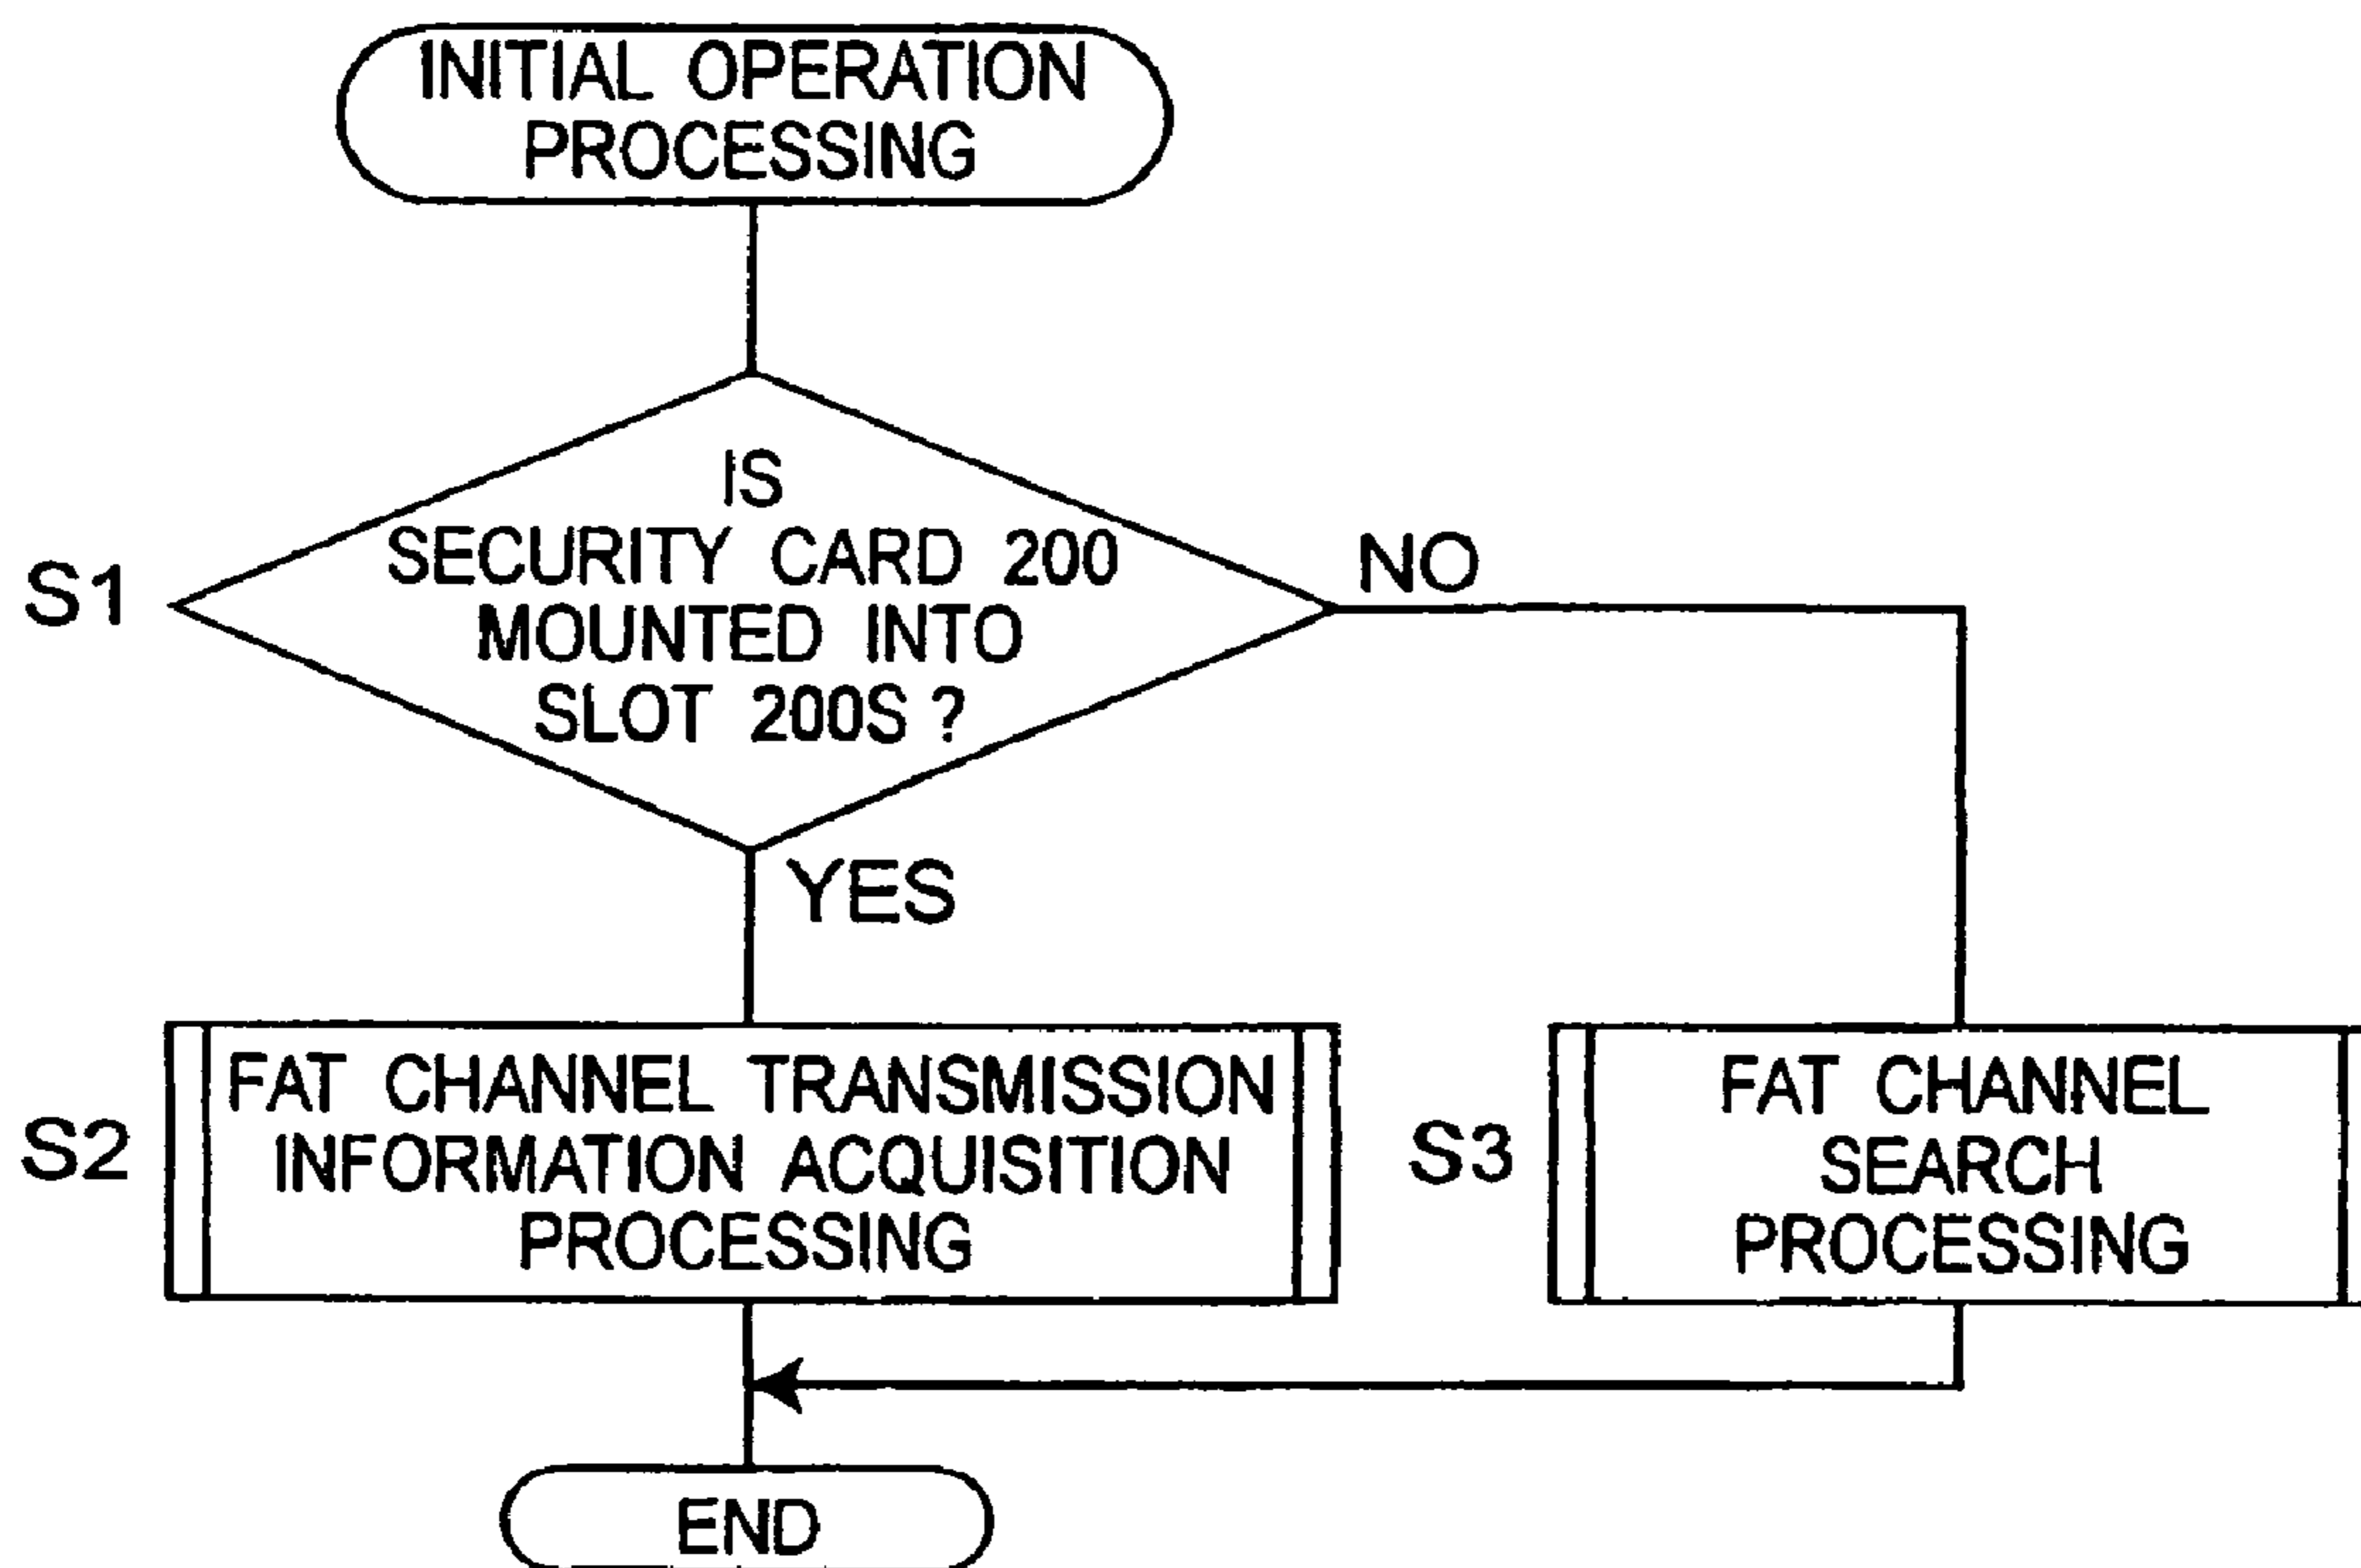 INITIAL OPERATION
PROCESSING
S1
IS
SECURITY CARD 200
MOUNTED INTO
SLOT 200S ?
NO
YES
S2
FAT CHANNEL TRANSMISSION
INFORMATION ACQUISITION
PROCESSING
S3
FAT CHANNEL
SEARCH
PROCESSING
END